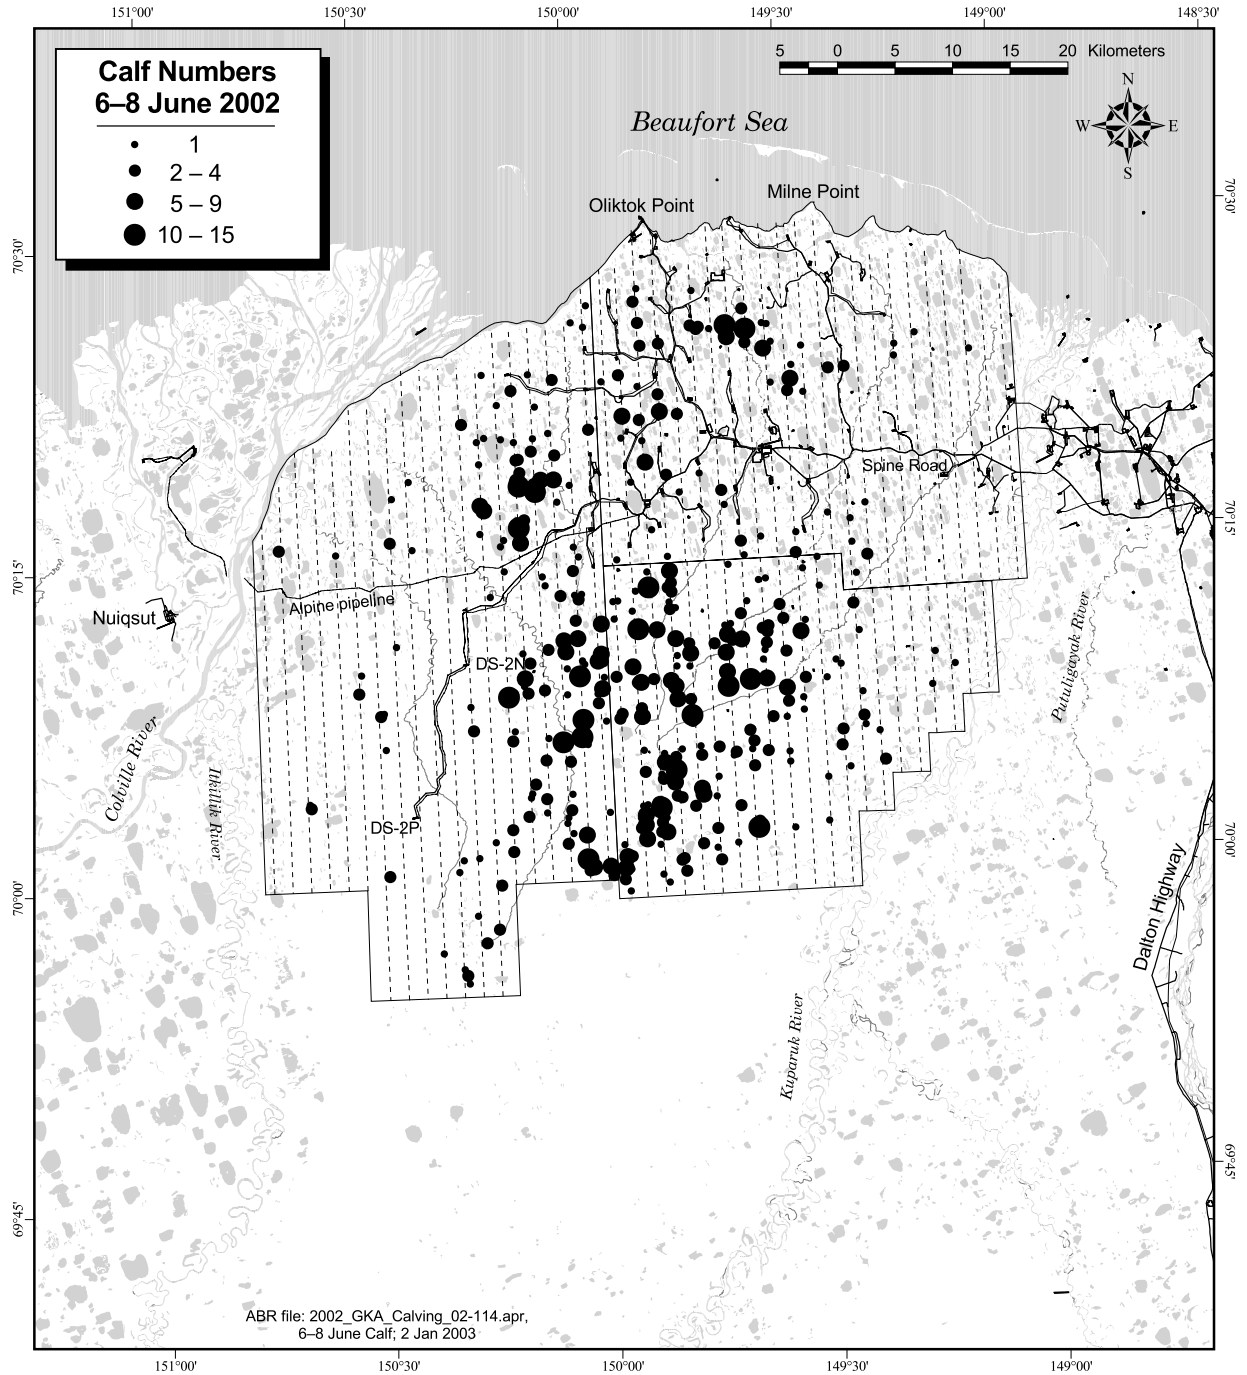 151°00' 150°30' 150°00' 149°30' 149°00' 148°30'
Calf Numbers
6–8 June 2002
1
2 – 4
5 – 9
10 – 15
5 0 5 10 15 20 Kilometers
N
W E
S
Beaufort Sea
Milne Point
Oliktok Point
70°30'
70°30'
Spine Road
70°15'
70°15'
Alpine pipeline
Nuiqsut
DS-2N
Putuligayak River
Colville River
Itkillik River
DS-2P
70°00'
70°00'
Dalton Highway
Kuparuk River
69°45'
69°45'
ABR file: 2002_GKA_Calving_02-114.apr,
6–8 June Calf; 2 Jan 2003
151°00' 150°30' 150°00' 149°30' 149°00'